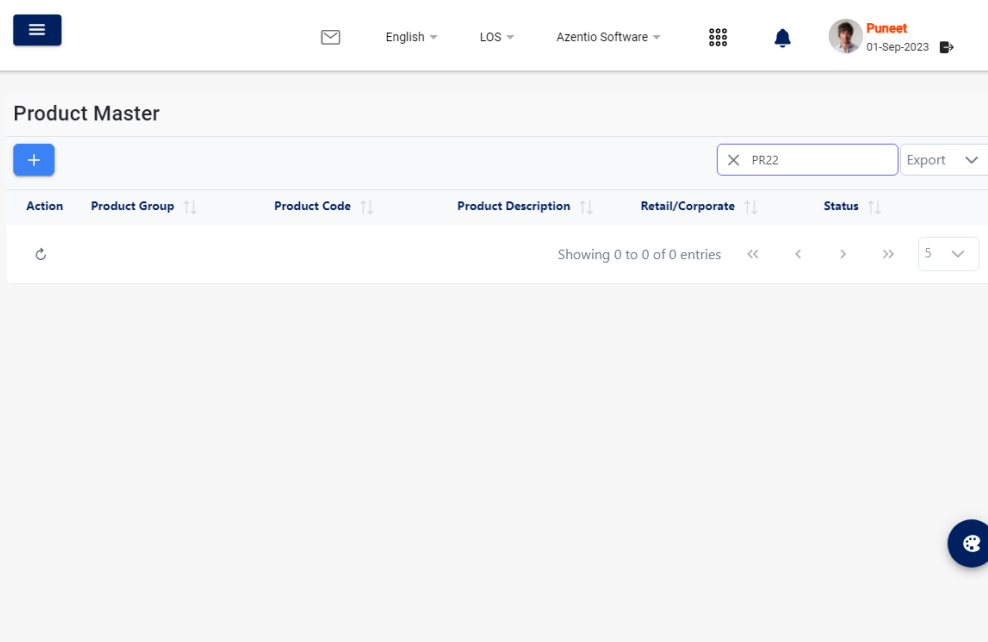 English LOS Azentio Software Puneet
01-Sep-2023
Product Master
+ PR22 Export
Action Product Group Product Code Product Description Retail/Corporate Status
Showing 0 to 0 of 0 entries 5